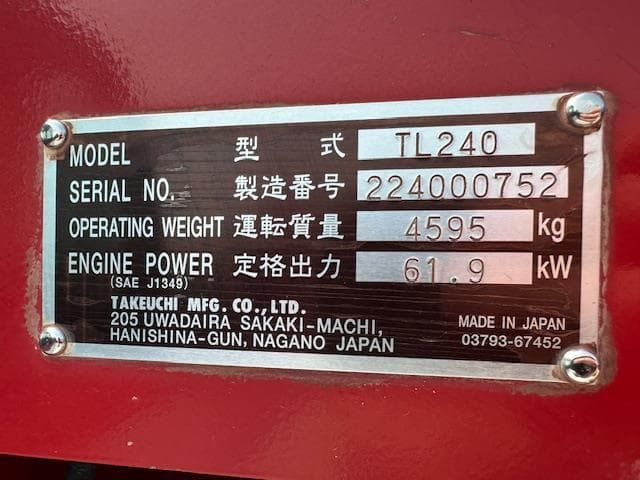 MODEL 型式 TL240
SERIAL NO. 製造番号 224000752
OPERATING WEIGHT 運転質量 4595 kg
ENGINE POWER 定格出力 61.9 kW
(SAE J1349)
TAKEUCHI MFG. CO., LTD.
205 UWADAIRA SAKAKI-MACHI,
HANISHINA-GUN, NAGANO JAPAN
MADE IN JAPAN
03793-67452